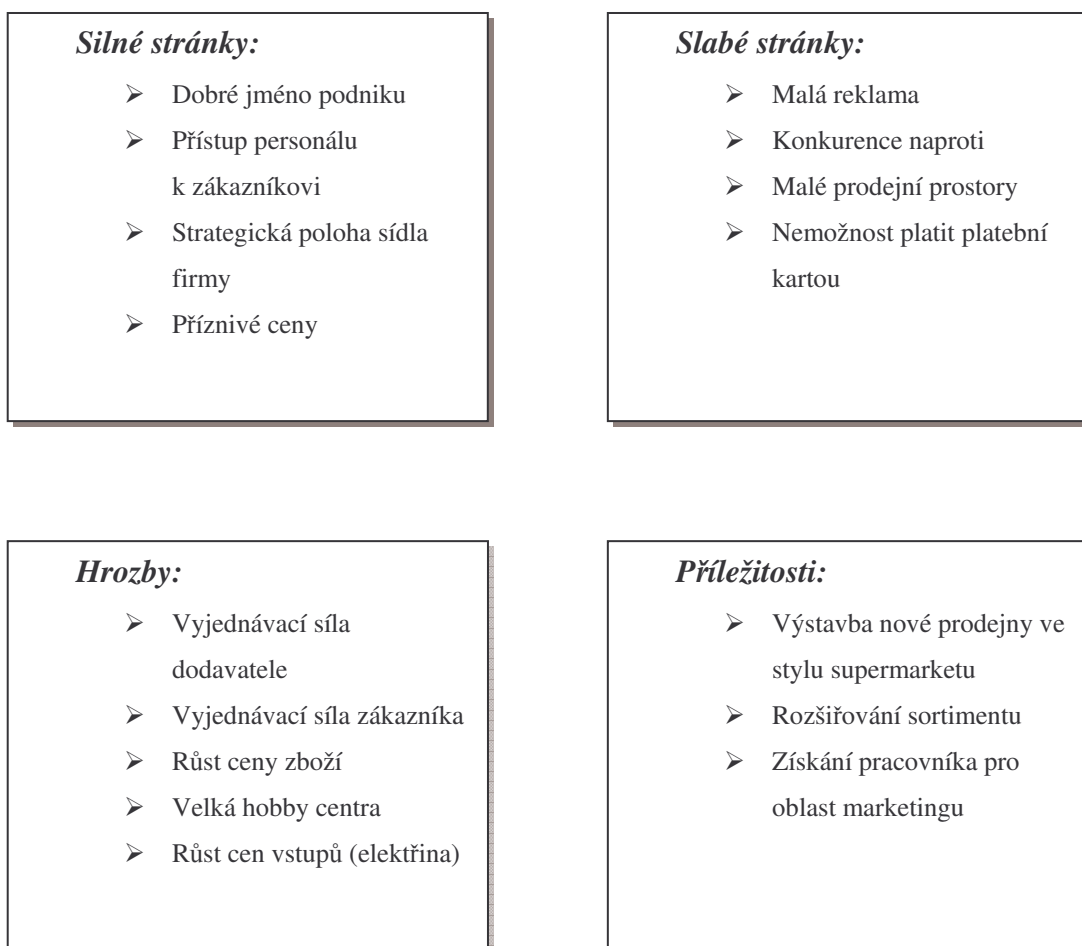 Silné stránky:
➢ Dobré jméno podniku
➢ Přístup personálu
k zákazníkovi
➢ Strategická poloha sídla
firmy
➢ Příznivé ceny
Slabé stránky:
➢ Malá reklama
➢ Konkurence naproti
➢ Malé prodejní prostory
➢ Nemožnost platit platební
kartou
Hrozby:
➢ Vyjednávací síla
dodavatele
➢ Vyjednávací síla zákazníka
➢ Růst ceny zboží
➢ Velká hobby centra
➢ Růst cen vstupů (elektřina)
Příležitosti:
➢ Výstavba nové prodejny ve
stylu supermarketu
➢ Rozšiřování sortimentu
➢ Získání pracovníka pro
oblast marketingu